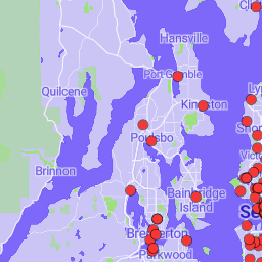 Hansville
Port Gamble
Quilcene
Kingston
Poulsbo
Brinnon
Bainbridge
Island
Bremerton
Parkwood